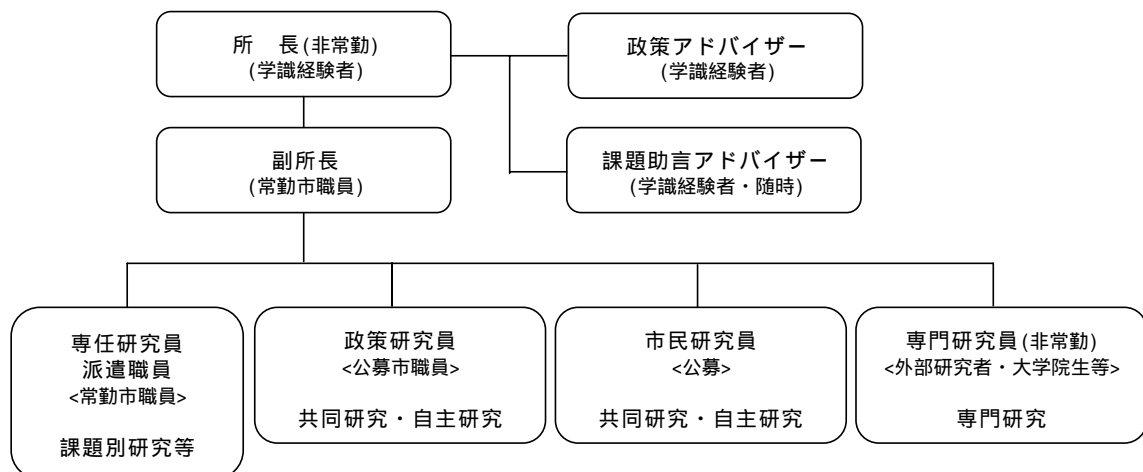 所　長(非常勤)
(学識経験者)
政策アドバイザー
(学識経験者)
副所長
(常勤市職員)
課題助言アドバイザー
(学識経験者・随時)
専任研究員
派遣職員
<常勤市職員>
課題別研究等
政策研究員
<公募市職員>
共同研究・自主研究
市民研究員
<公募>
共同研究・自主研究
専門研究員(非常勤)
<外部研究者・大学院生等>
専門研究